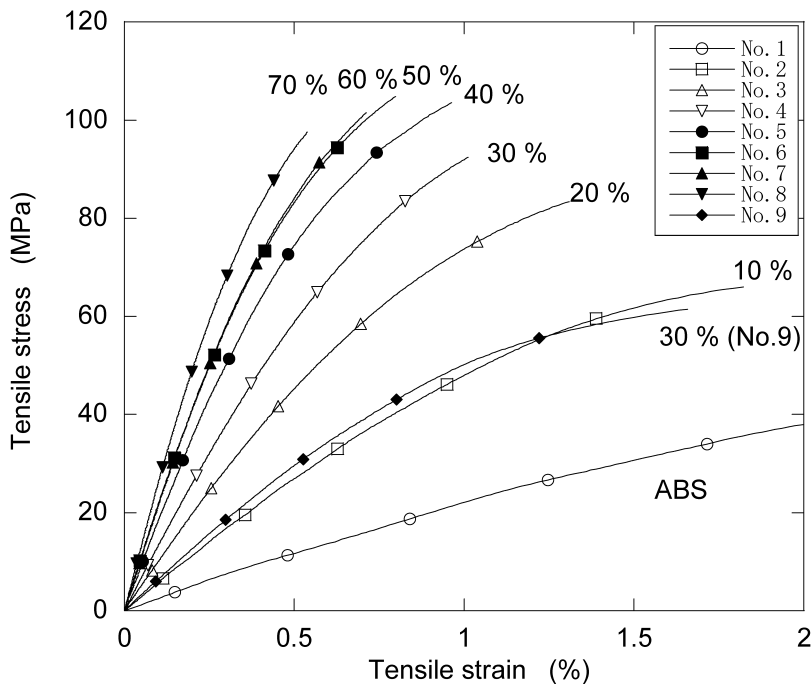 120
100
80
60
40
20
0
Tensile stress (MPa)
70 %
60 %
50 %
40 %
30 %
20 %
10 %
30 % (No.9)
ABS
No.1
No.2
No.3
No.4
No.5
No.6
No.7
No.8
No.9
0
0.5
1
1.5
2
Tensile strain (%)